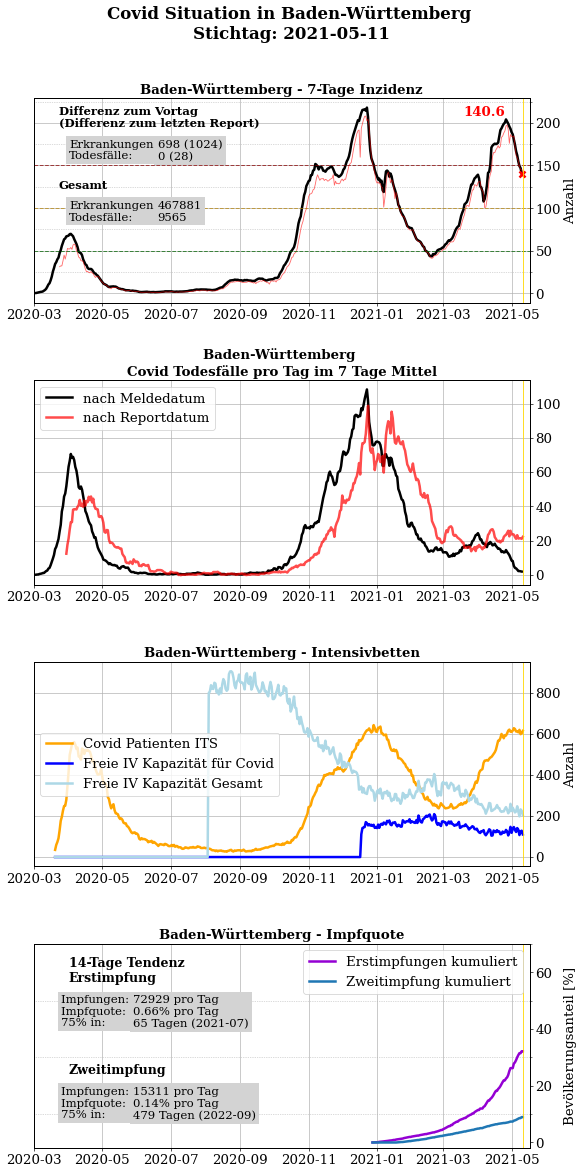 Covid Situation in Baden-Württemberg
Stichtag: 2021-05-11
Baden-Württemberg - 7-Tage Inzidenz
Differenz zum Vortag
(Differenz zum letzten Report)
Erkrankungen 698 (1024)
Todesfälle: 0 (28)
Gesamt
Erkrankungen 467881
Todesfälle: 9565
140.6
200
150
100
50
0
Anzahl
2020-03 2020-05 2020-07 2020-09 2020-11 2021-01 2021-03 2021-05
Baden-Württemberg
Covid Todesfälle pro Tag im 7 Tage Mittel
nach Meldedatum
nach Reportdatum
100
80
60
40
20
0
2020-03 2020-05 2020-07 2020-09 2020-11 2021-01 2021-03 2021-05
Baden-Württemberg - Intensivbetten
Covid Patienten ITS
Freie IV Kapazität für Covid
Freie IV Kapazität Gesamt
800
600
400
200
0
Anzahl
2020-03 2020-05 2020-07 2020-09 2020-11 2021-01 2021-03 2021-05
Baden-Württemberg - Impfquote
14-Tage Tendenz
Erstimpfung
Impfungen: 72929 pro Tag
Impfquote: 0.66% pro Tag
75% in: 65 Tagen (2021-07)
Zweitimpfung
Impfungen: 15311 pro Tag
Impfquote: 0.14% pro Tag
75% in: 479 Tagen (2022-09)
Erstimpfungen kumuliert
Zweitimpfung kumuliert
60
40
20
0
Bevölkerungsanteil [%]
2020-03 2020-05 2020-07 2020-09 2020-11 2021-01 2021-03 2021-05